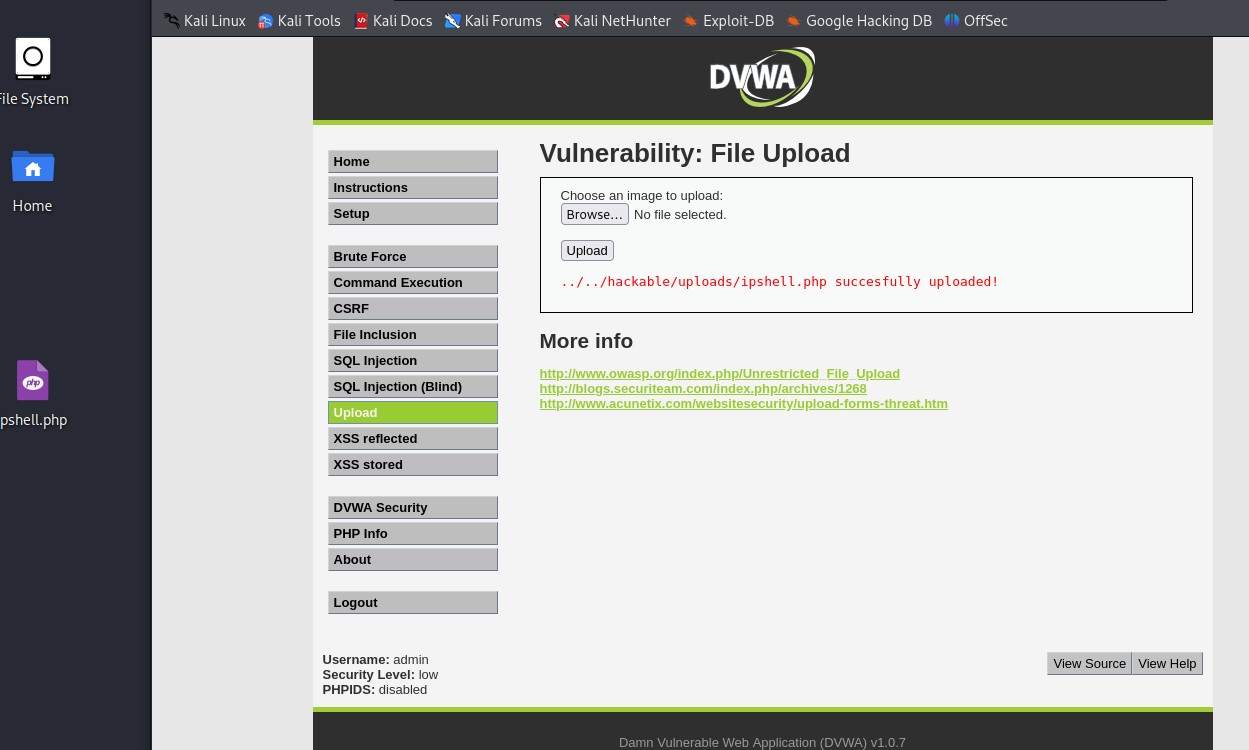 Kali Linux Kali Tools Kali Docs Kali Forums Kali NetHunter Exploit-DB Google Hacking DB OffSec
File System
Home
pshell.php
php
DVWA
Home
Instructions
Setup
Brute Force
Command Execution
CSRF
File Inclusion
SQL Injection
SQL Injection (Blind)
Upload
XSS reflected
XSS stored
DVWA Security
PHP Info
About
Logout
Vulnerability: File Upload
Choose an image to upload:
Browse... No file selected.
Upload
../../hackable/uploads/ipshell.php succesfully uploaded!
More info
http://www.owasp.org/index.php/Unrestricted_File_Upload
http://blogs.securiteam.com/index.php/archives/1268
http://www.acunetix.com/websitesecurity/upload-forms-threat.htm
Username: admin
Security Level: low
PHPIDS: disabled
View Source View Help
Damn Vulnerable Web Application (DVWA) v1.0.7